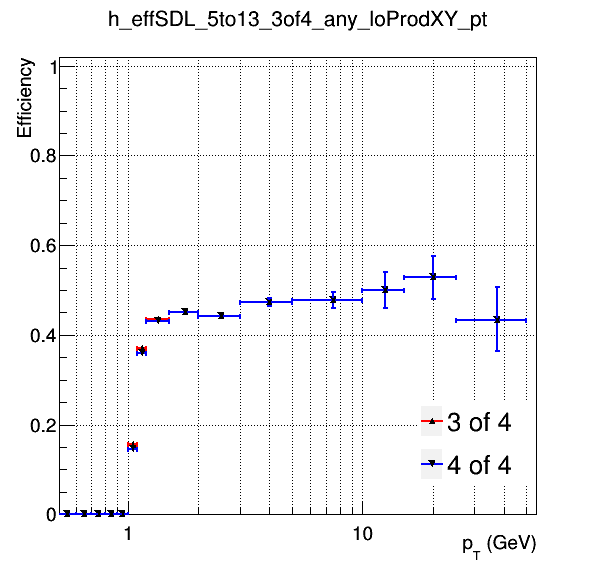 h_effSDL_5to13_3of4_any_loProdXY_pt
Efficiency
1
0.8
0.6
0.4
0.2
0
3 of 4
4 of 4
1
10
p_T (GeV)